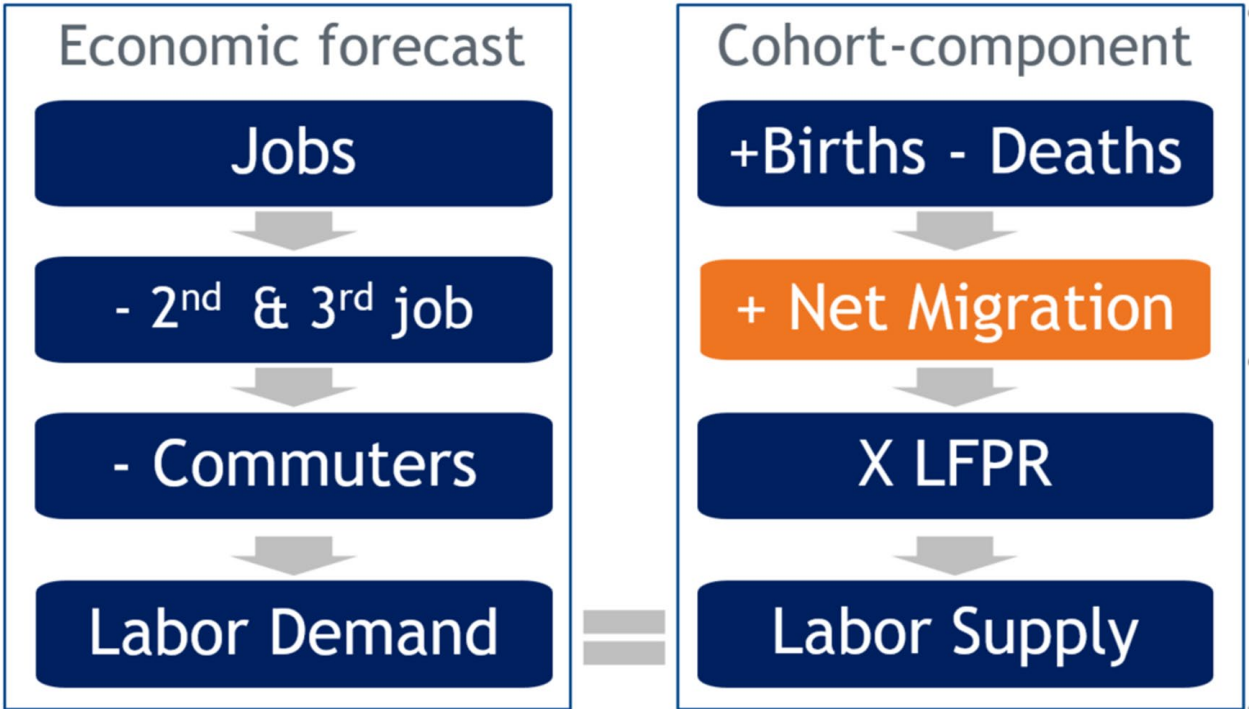 Economic forecast
Jobs
- 2nd & 3rd job
- Commuters
Labor Demand
Cohort-component
+Births - Deaths
+ Net Migration
X LFPR
Labor Supply